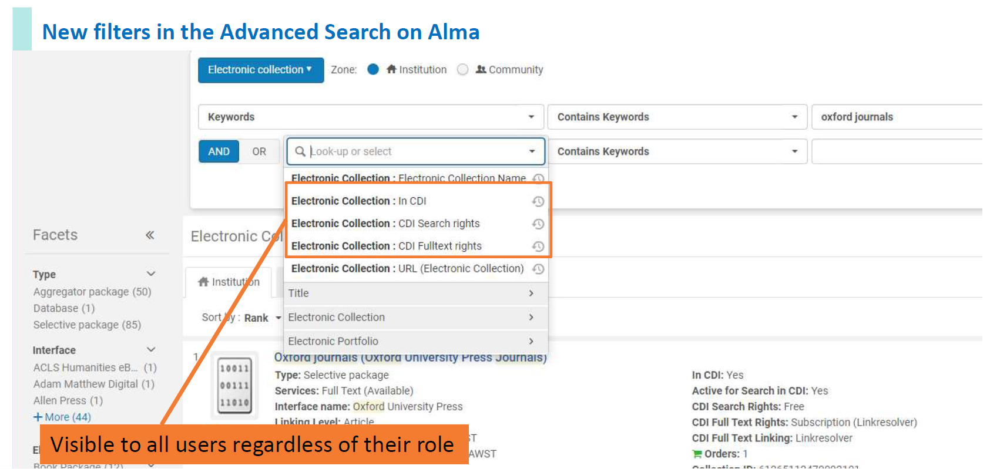 New filters in the Advanced Search on Alma
Electronic collection Zone: Institution Community
Keywords Contains Keywords oxford journals
AND OR Look-up or select Contains Keywords
Electronic Collection : Electronic Collection Name
Electronic Collection : In CDI
Electronic Collection : CDI Search rights
Electronic Collection : CDI Fulltext rights
Electronic Collection : URL (Electronic Collection)
Title
Electronic Collection
Electronic Portfolio
Facets «
Type
Aggregator package (50)
Database (1)
Selective package (85)
Interface
ACLS Humanities eB... (1)
Adam Matthew Digital (1)
Allen Press (1)
+ More (44)
Book Package (12)
Electronic Col
Institution
Sort by : Rank
1
10011
00111
11010
Oxford journals (Oxford University Press Journals)
Type: Selective package
Services: Full Text (Available)
Interface name: Oxford University Press
Linking Level: Article
In CDI: Yes
Active for Search in CDI: Yes
CDI Search Rights: Free
CDI Full Text Rights: Subscription (Linkresolver)
CDI Full Text Linking: Linkresolver
Orders: 1
Visible to all users regardless of their role